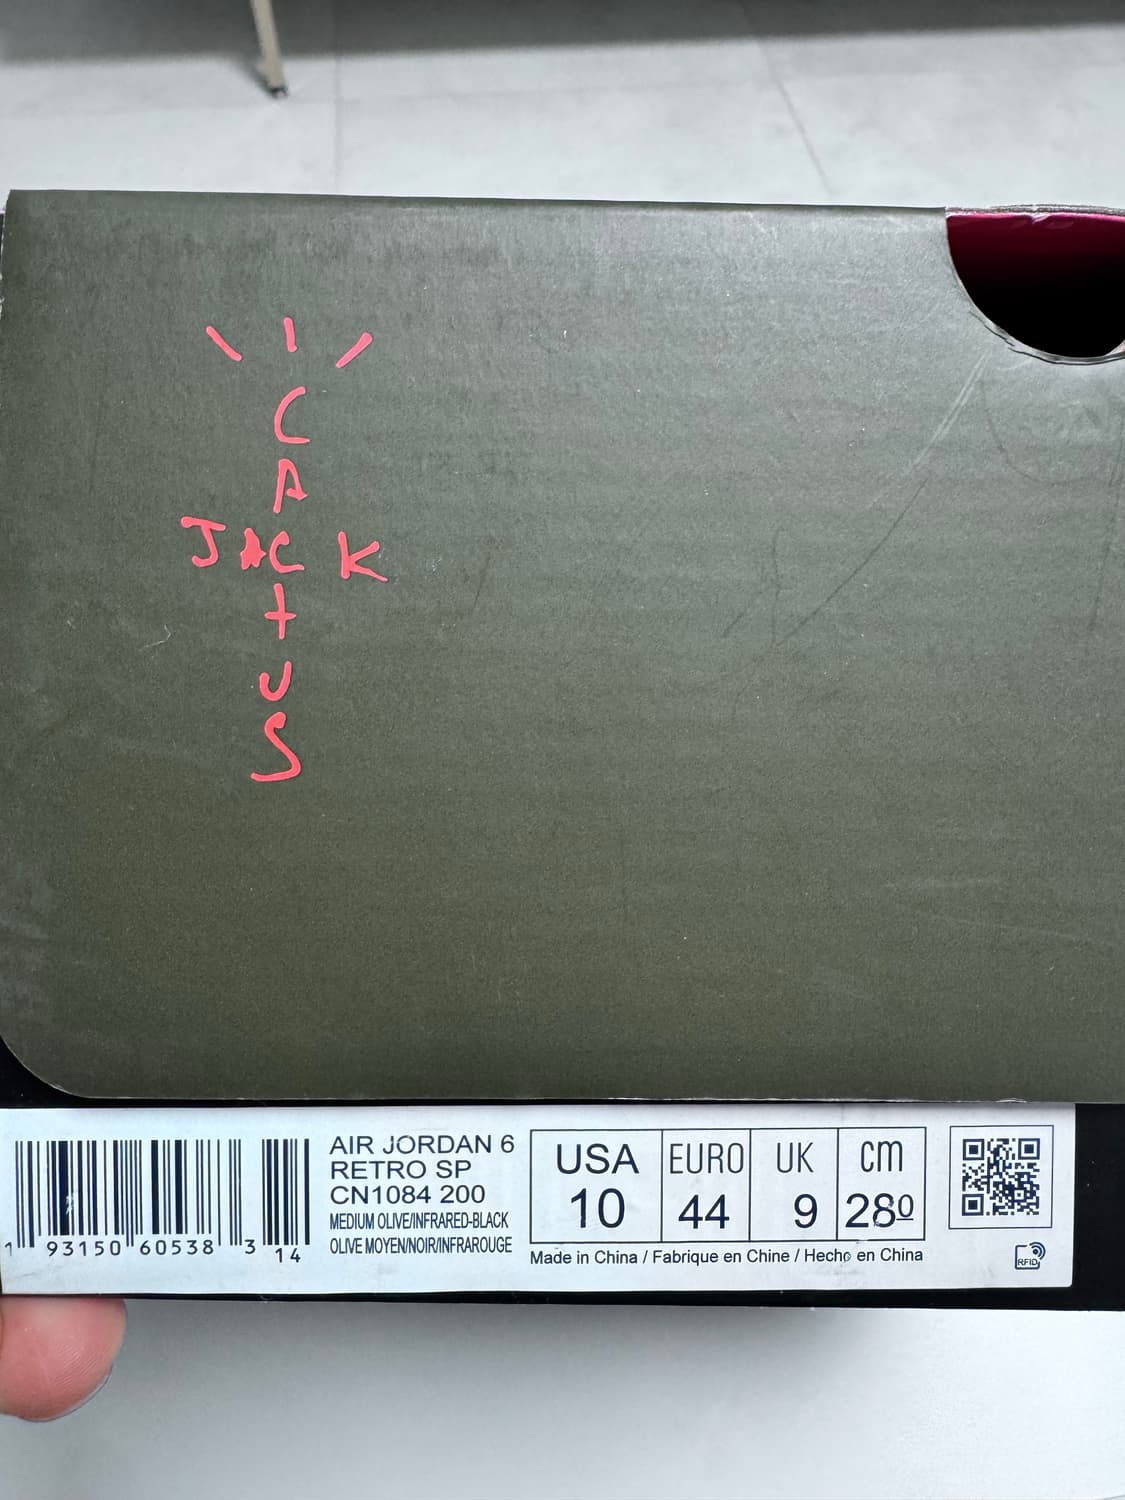 C
A
JACK
T
U
S
AIR JORDAN 6
RETRO SP
CN1084 200
MEDIUM OLIVE/INFRARED-BLACK
OLIVE MOYEN/NOIR/INFRAROUGE
1 93150 60538 3 14
USA EURO UK cm
10 44 9 28.0
Made in China / Fabrique en Chine / Hecho en China
RFID